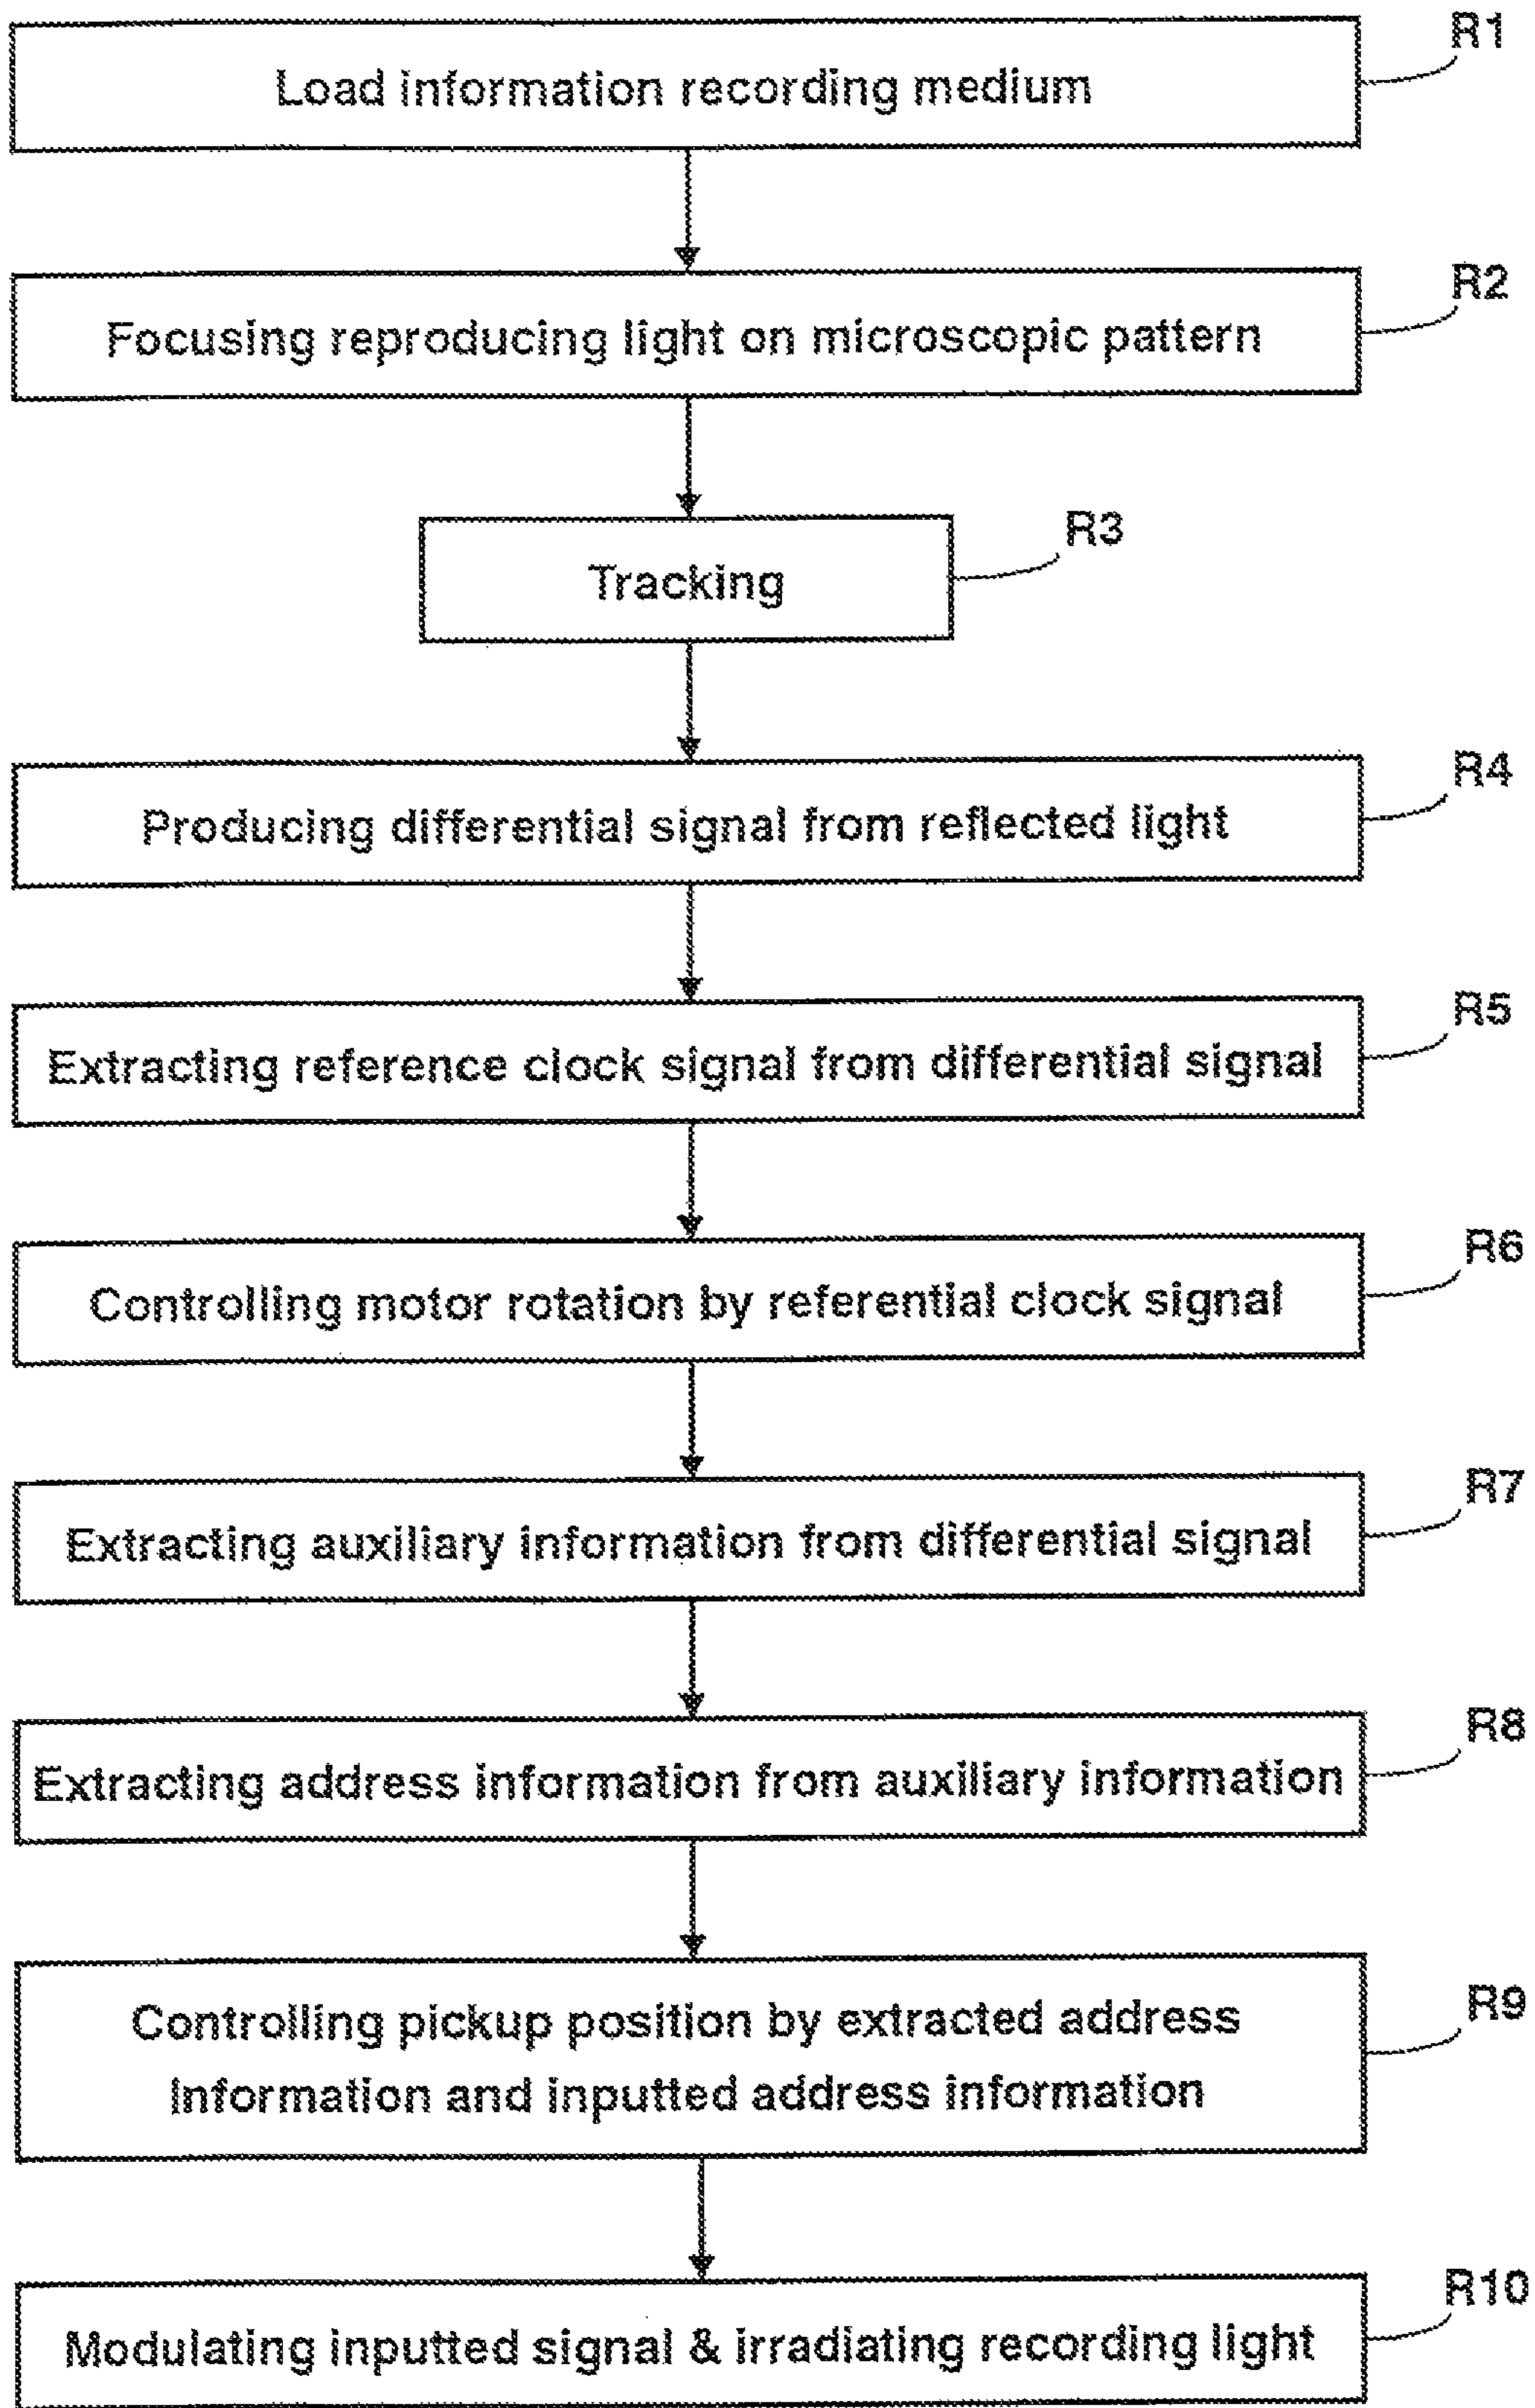 R1
Load information recording medium
R2
Focusing reproducing light on microscopic pattern
R3
Tracking
R4
Producing differential signal from reflected light
R5
Extracting reference clock signal from differential signal
R6
Controlling motor rotation by referential clock signal
R7
Extracting auxiliary information from differential signal
R8
Extracting address information from auxiliary information
R9
Controlling pickup position by extracted address
information and inputted address information
R10
Modulating inputted signal & irradiating recording light